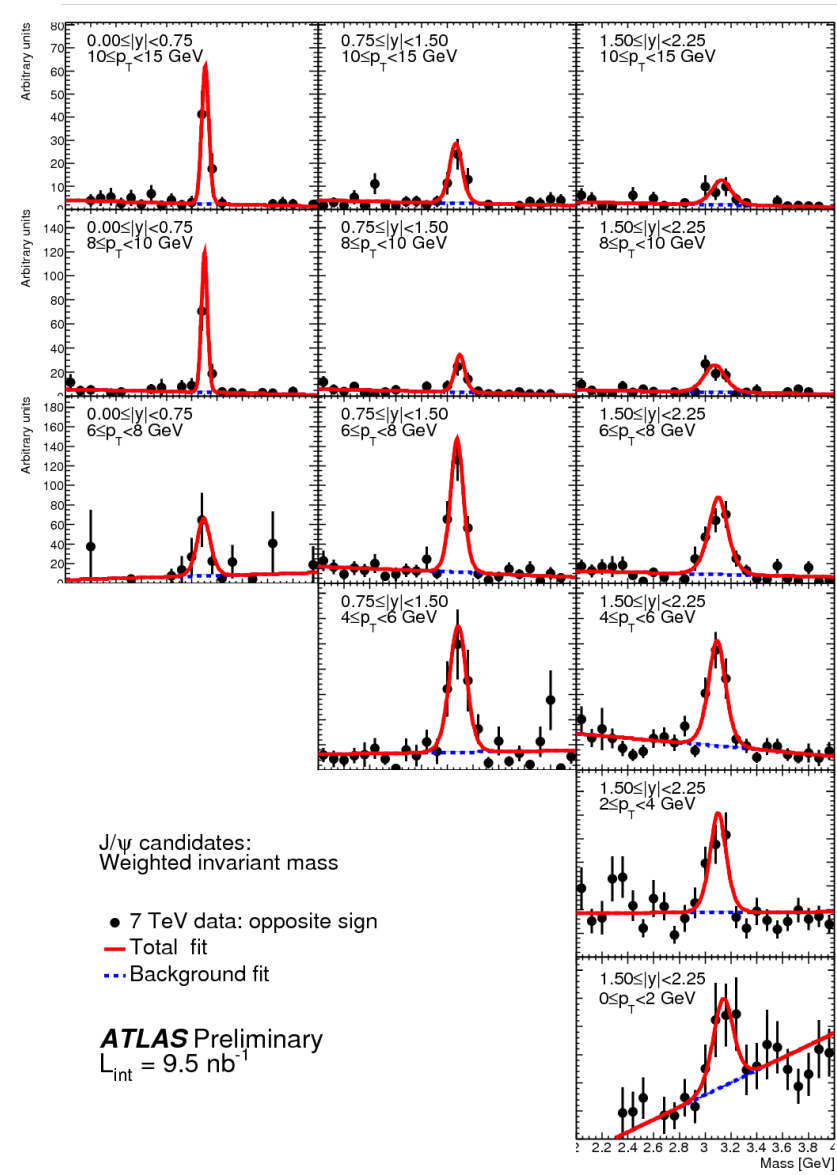 Arbitrary units
80
70
60
50
40
30
20
10
0
0.00≤|y|<0.75
10≤p_T<15 GeV
0.75≤|y|<1.50
10≤p_T<15 GeV
1.50≤|y|<2.25
10≤p_T<15 GeV
Arbitrary units
140
120
100
80
60
40
20
0
0.00≤|y|<0.75
8≤p_T<10 GeV
0.75≤|y|<1.50
8≤p_T<10 GeV
1.50≤|y|<2.25
8≤p_T<10 GeV
Arbitrary units
180
160
140
120
100
80
60
40
20
0
0.00≤|y|<0.75
6≤p_T<8 GeV
0.75≤|y|<1.50
6≤p_T<8 GeV
1.50≤|y|<2.25
6≤p_T<8 GeV
0.75≤|y|<1.50
4≤p_T<6 GeV
1.50≤|y|<2.25
4≤p_T<6 GeV
1.50≤|y|<2.25
2≤p_T<4 GeV
J/ψ candidates:
Weighted invariant mass
7 TeV data: opposite sign
Total fit
Background fit
ATLAS Preliminary
L_int = 9.5 nb⁻¹
1.50≤|y|<2.25
0≤p_T<2 GeV
2 2.2 2.4 2.6 2.8 3 3.2 3.4 3.6 3.8 4
Mass [GeV]